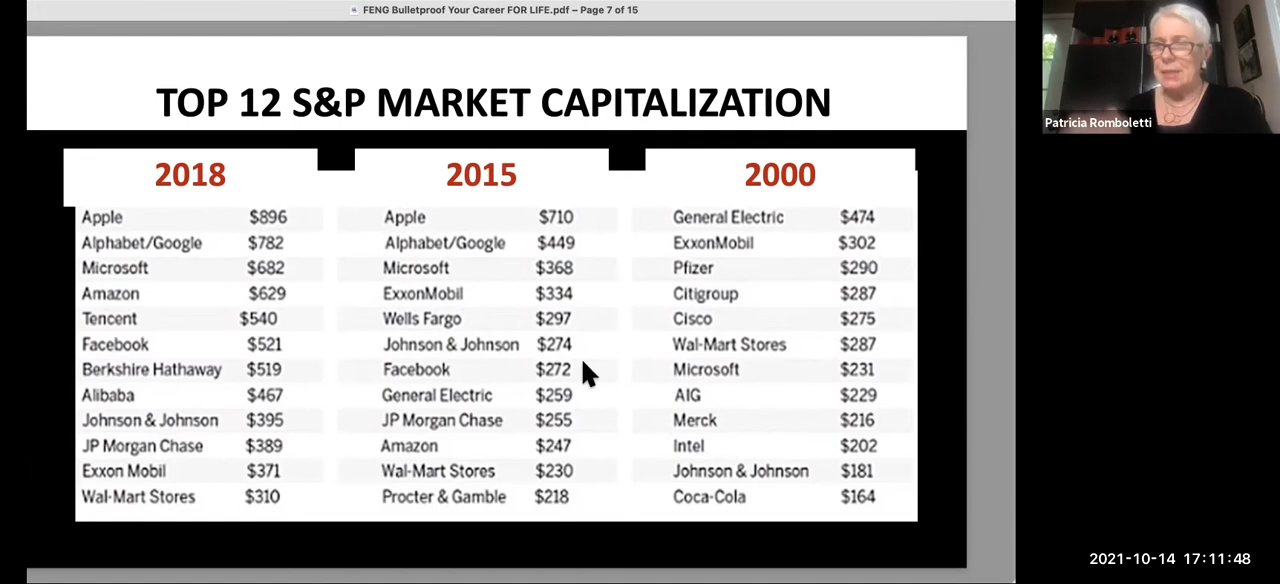 FENG Bulletproof Your Career FOR LIFE.pdf – Page 7 of 15
TOP 12 S&P MARKET CAPITALIZATION
2018 2015 2000
Apple $896 Apple $710 General Electric $474
Alphabet/Google $782 Alphabet/Google $449 ExxonMobil $302
Microsoft $682 Microsoft $368 Pfizer $290
Amazon $629 ExxonMobil $334 Citigroup $287
Tencent $540 Wells Fargo $297 Cisco $275
Facebook $521 Johnson & Johnson $274 Wal-Mart Stores $287
Berkshire Hathaway $519 Facebook $272 Microsoft $231
Alibaba $467 General Electric $259 AIG $229
Johnson & Johnson $395 JP Morgan Chase $255 Merck $216
JP Morgan Chase $389 Amazon $247 Intel $202
Exxon Mobil $371 Wal-Mart Stores $230 Johnson & Johnson $181
Wal-Mart Stores $310 Procter & Gamble $218 Coca-Cola $164
Patricia Romboletti
2021-10-14 17:11:48